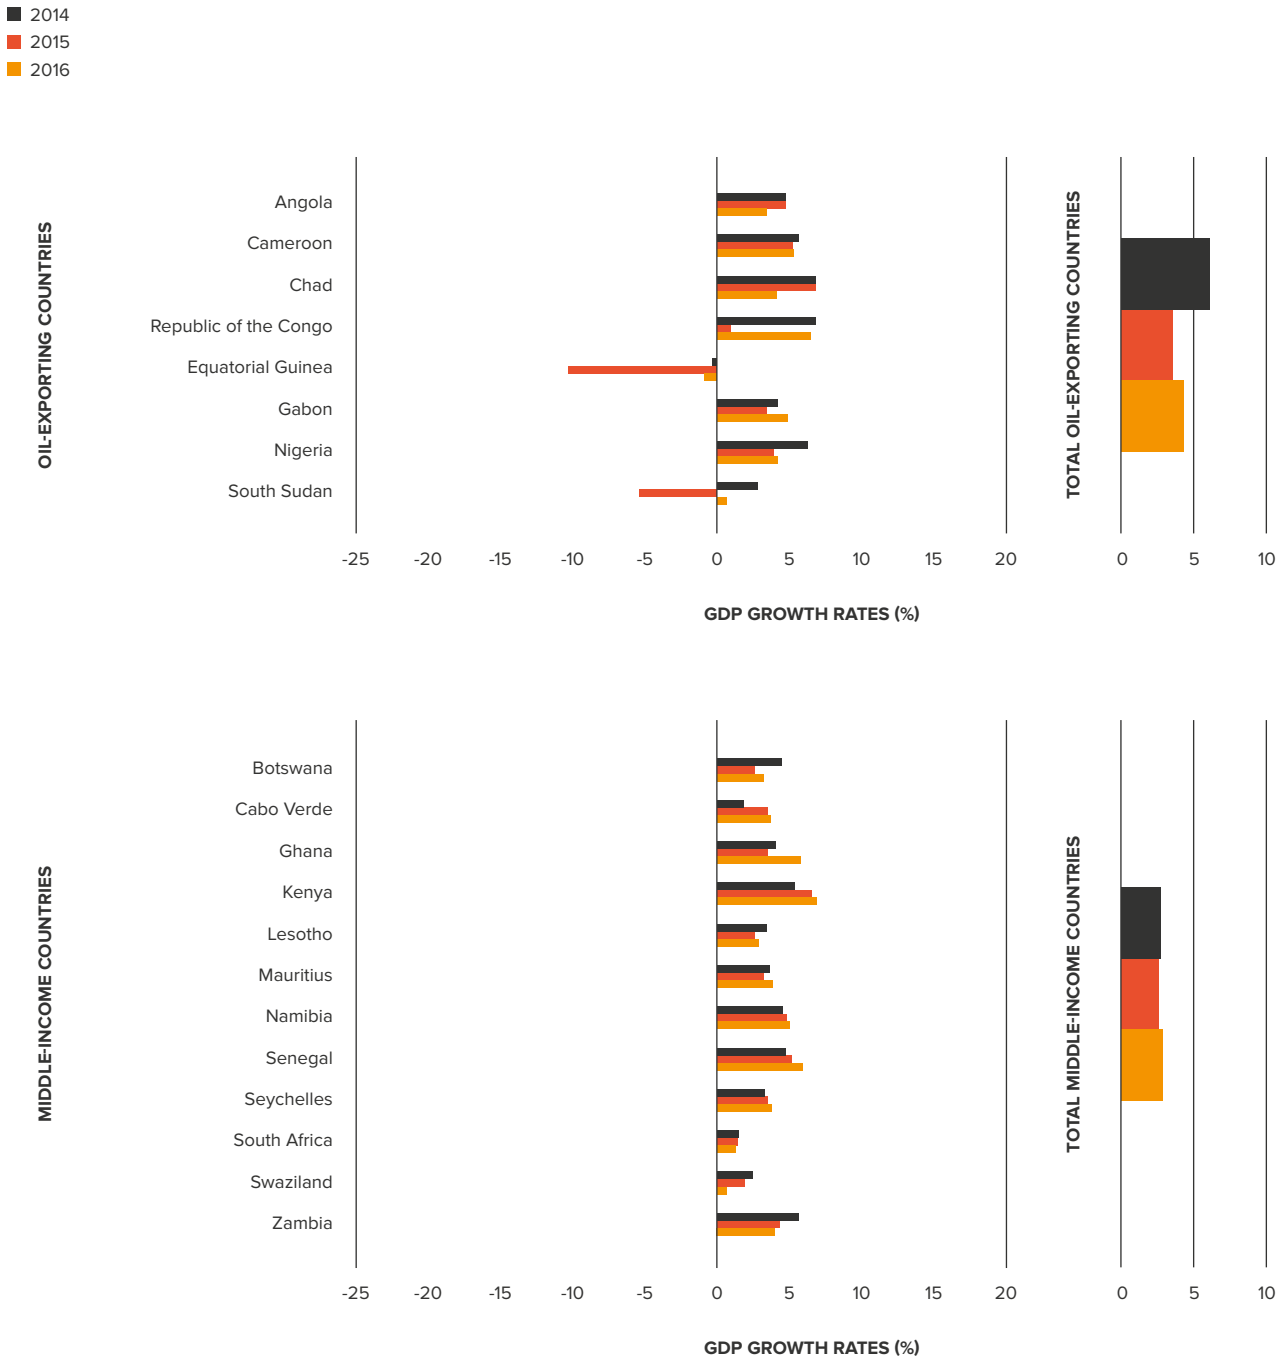 2014
2015
2016
OIL-EXPORTING COUNTRIES
Angola
Cameroon
Chad
Republic of the Congo
Equatorial Guinea
Gabon
Nigeria
South Sudan
-25 -20 -15 -10 -5 0 5 10 15 20
GDP GROWTH RATES (%)
TOTAL OIL-EXPORTING COUNTRIES
0 5 10
MIDDLE-INCOME COUNTRIES
Botswana
Cabo Verde
Ghana
Kenya
Lesotho
Mauritius
Namibia
Senegal
Seychelles
South Africa
Swaziland
Zambia
-25 -20 -15 -10 -5 0 5 10 15 20
GDP GROWTH RATES (%)
TOTAL MIDDLE-INCOME COUNTRIES
0 5 10